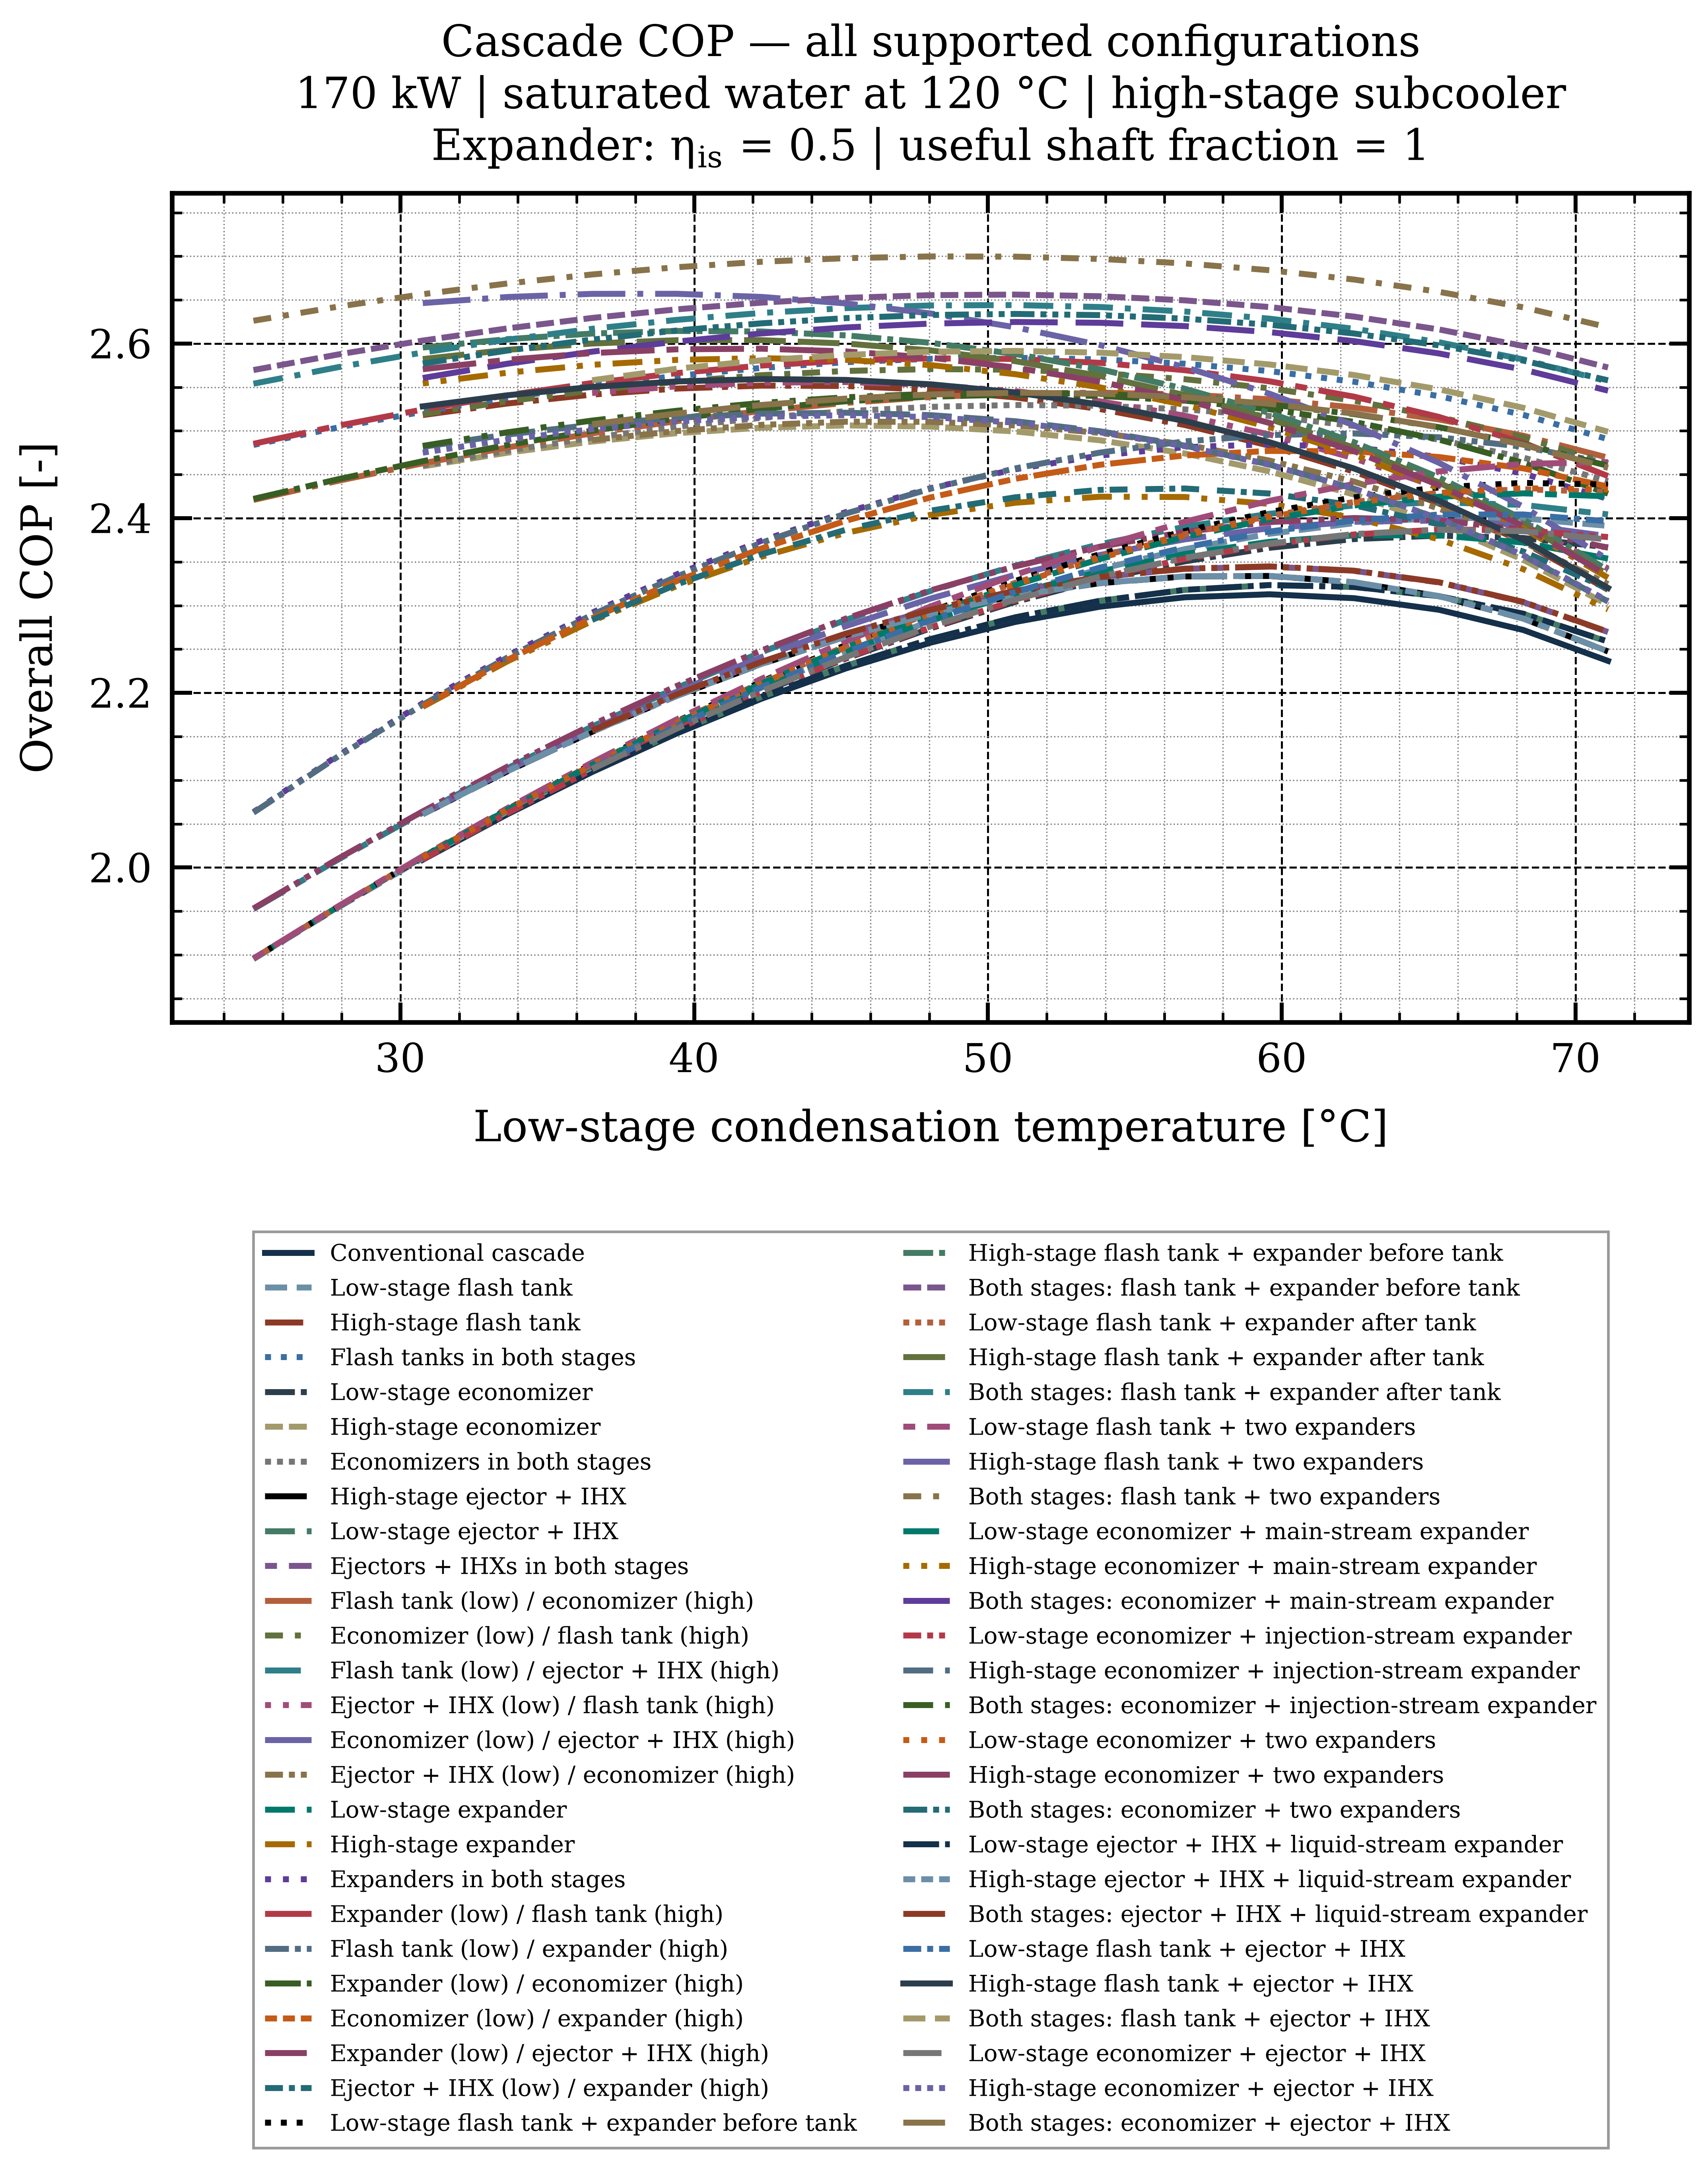 Cascade COP — all supported configurations
170 kW | saturated water at 120 °C | high-stage subcooler
Expander: ηis = 0.5 | useful shaft fraction = 1
Overall COP [-]
2.6
2.4
2.2
2.0
30 40 50 60 70
Low-stage condensation temperature [°C]
Conventional cascade
Low-stage flash tank
High-stage flash tank
Flash tanks in both stages
Low-stage economizer
High-stage economizer
Economizers in both stages
High-stage ejector + IHX
Low-stage ejector + IHX
Ejectors + IHXs in both stages
Flash tank (low) / economizer (high)
Economizer (low) / flash tank (high)
Flash tank (low) / ejector + IHX (high)
Ejector + IHX (low) / flash tank (high)
Economizer (low) / ejector + IHX (high)
Ejector + IHX (low) / economizer (high)
Low-stage expander
High-stage expander
Expanders in both stages
Expander (low) / flash tank (high)
Flash tank (low) / expander (high)
Expander (low) / economizer (high)
Economizer (low) / expander (high)
Expander (low) / ejector + IHX (high)
Ejector + IHX (low) / expander (high)
Low-stage flash tank + expander before tank
High-stage flash tank + expander before tank
Both stages: flash tank + expander before tank
Low-stage flash tank + expander after tank
High-stage flash tank + expander after tank
Both stages: flash tank + expander after tank
Low-stage flash tank + two expanders
High-stage flash tank + two expanders
Both stages: flash tank + two expanders
Low-stage economizer + main-stream expander
High-stage economizer + main-stream expander
Both stages: economizer + main-stream expander
Low-stage economizer + injection-stream expander
High-stage economizer + injection-stream expander
Both stages: economizer + injection-stream expander
Low-stage economizer + two expanders
High-stage economizer + two expanders
Both stages: economizer + two expanders
Low-stage ejector + IHX + liquid-stream expander
High-stage ejector + IHX + liquid-stream expander
Both stages: ejector + IHX + liquid-stream expander
Low-stage flash tank + ejector + IHX
High-stage flash tank + ejector + IHX
Both stages: flash tank + ejector + IHX
Low-stage economizer + ejector + IHX
High-stage economizer + ejector + IHX
Both stages: economizer + ejector + IHX